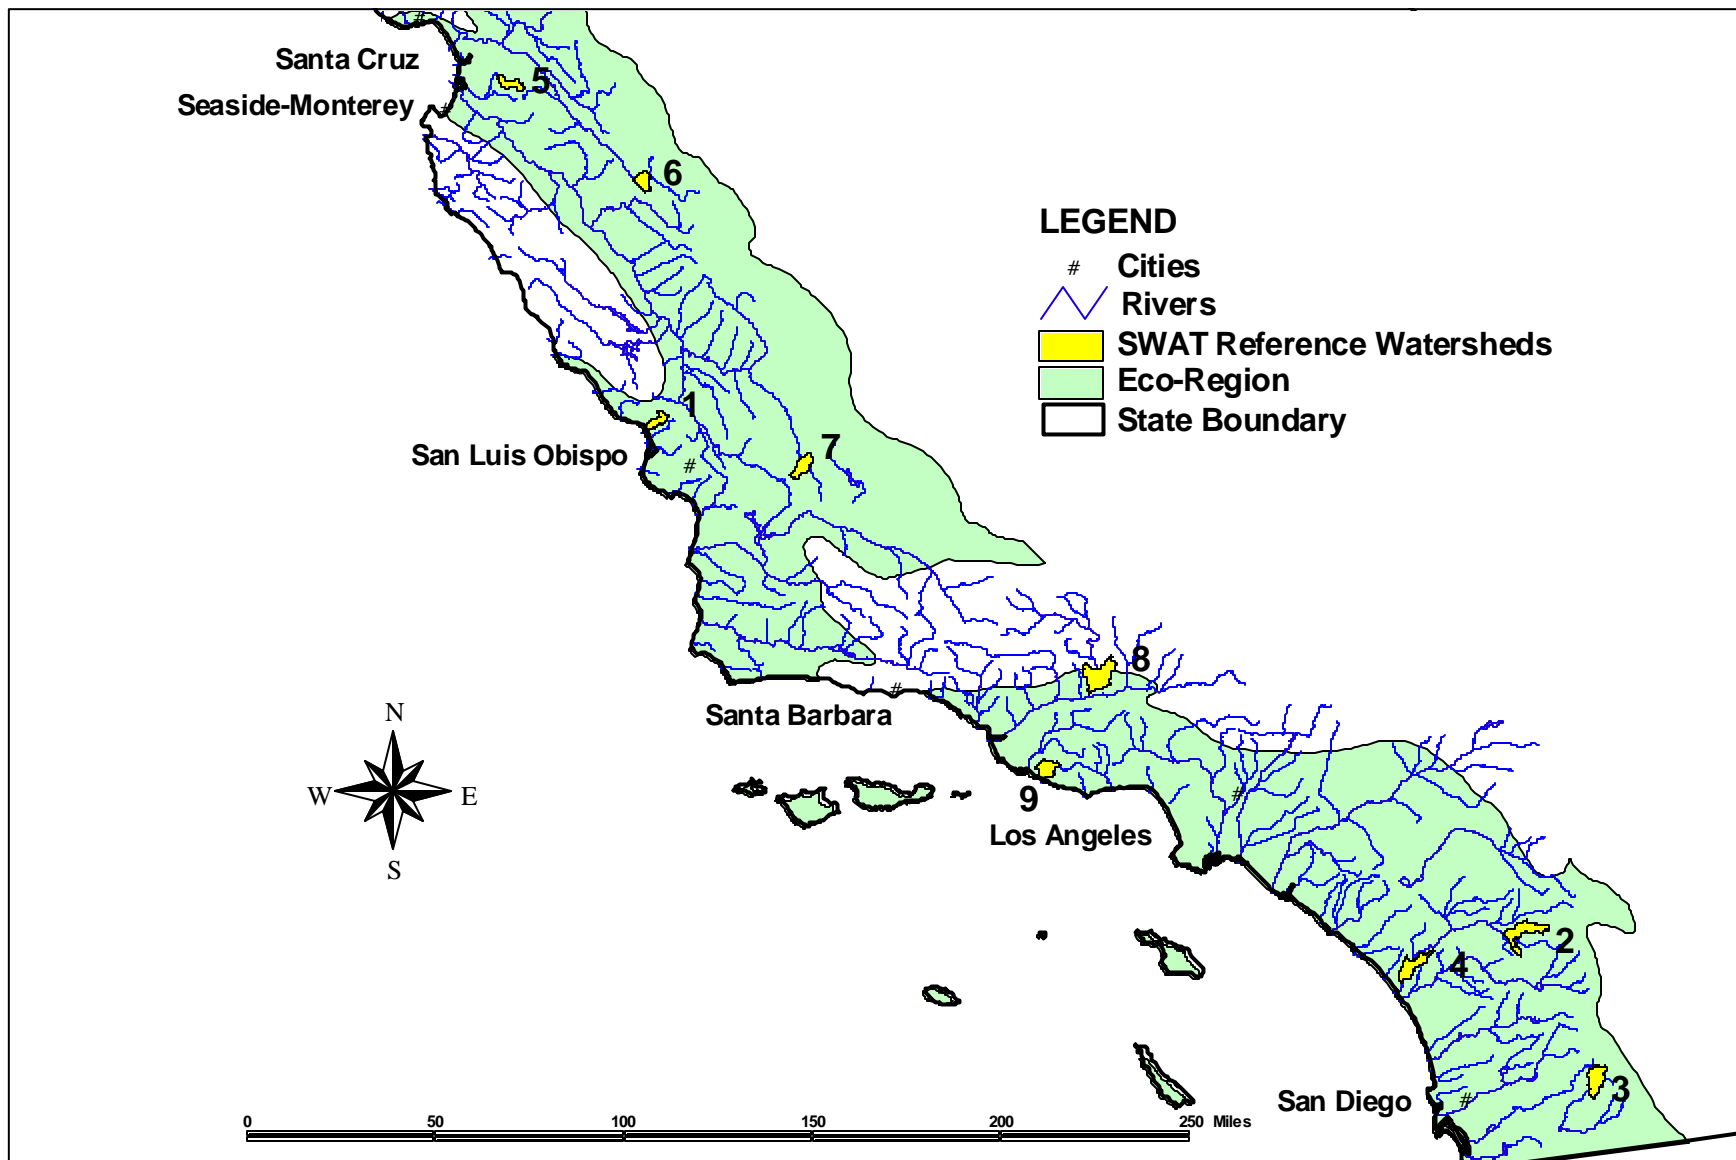 Santa Cruz
5
Seaside-Monterey
6
LEGEND
# Cities
Rivers
SWAT Reference Watersheds
Eco-Region
State Boundary
1
7
San Luis Obispo
#
8
#
Santa Barbara
N
W E
S
#
9
Los Angeles
2
4
3
San Diego
#
0 50 100 150 200 250 Miles